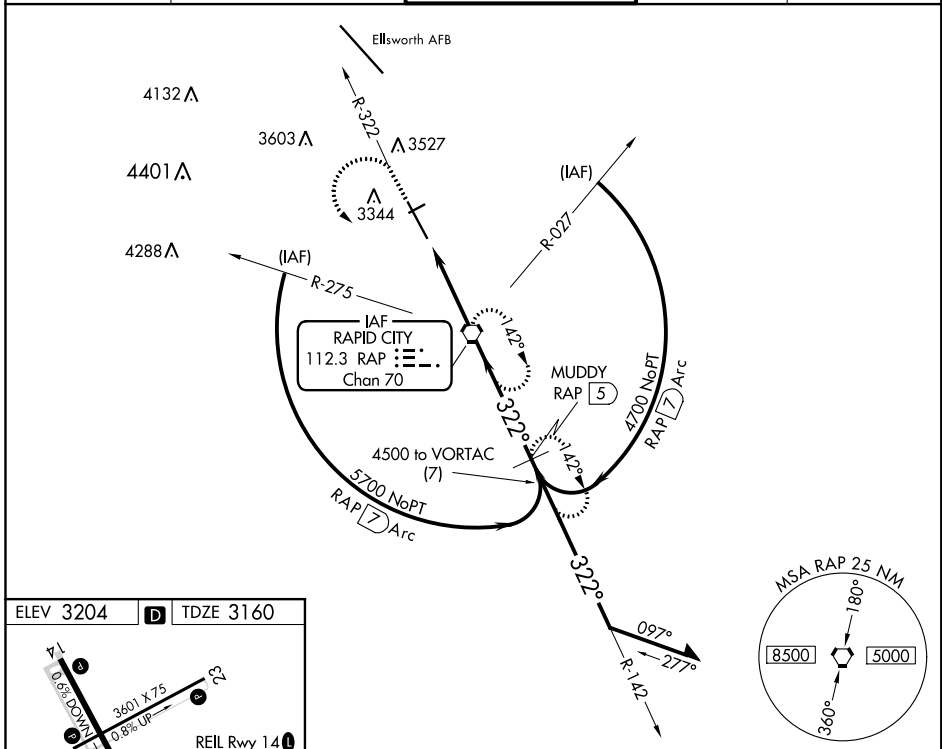 Ellsworth AFB
4132
R-322
3603
3527
(IAF)
4401
3344
R-027
4288
(IAF)
R-275
IAF
RAPID CITY
112.3 RAP
Chan 70
142°
MUDDY
RAP 5
322°
4700 NoPT
RAP 7 Arc
4500 to VORTAC
(7)
142°
5700 NoPT
RAP 7 Arc
322°
MSA RAP 25 NM
180°
8500
5000
360°
097°
277°
R-142
ELEV 3204 D TDZE 3160
14
P
0.6% DOWN
3601 X 75
23
0.8% UP
P
P
REIL Rwy 14 L